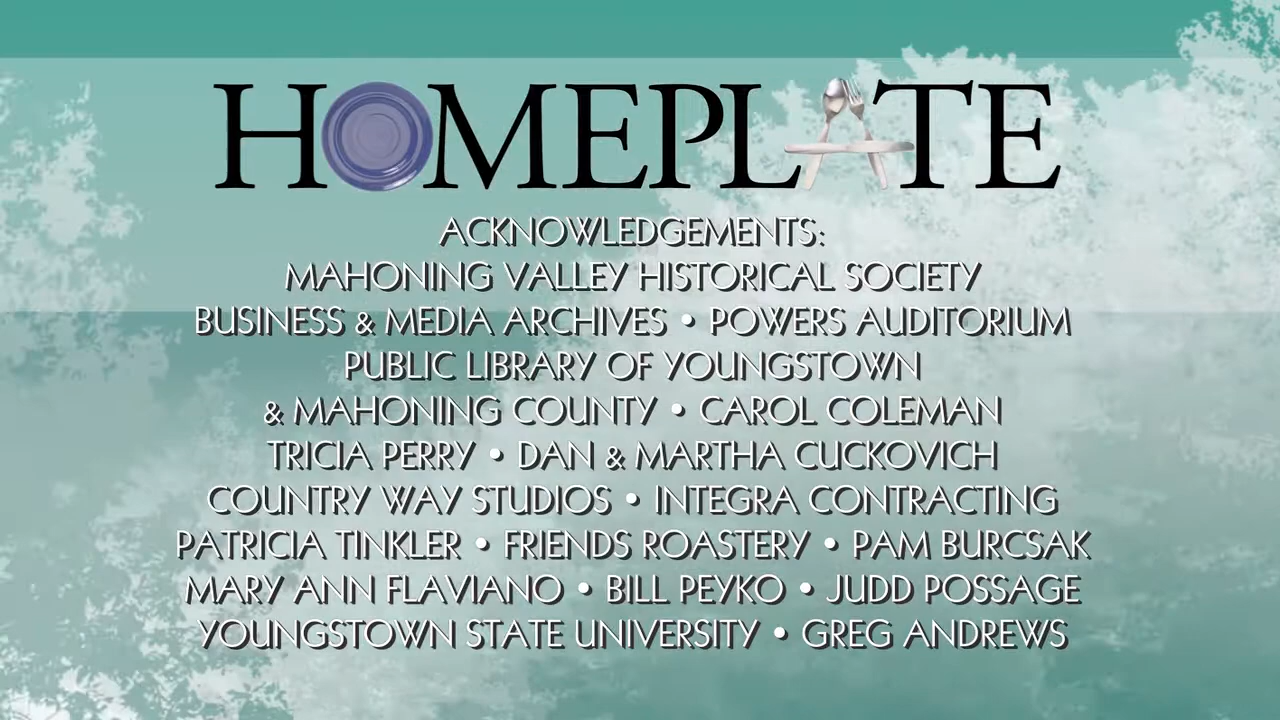 HOMEPLATE
ACKNOWLEDGEMENTS:
MAHONING VALLEY HISTORICAL SOCIETY
BUSINESS & MEDIA ARCHIVES • POWERS AUDITORIUM
PUBLIC LIBRARY OF YOUNGSTOWN
& MAHONING COUNTY • CAROL COLEMAN
TRICIA PERRY • DAN & MARTHA CUCKOVICH
COUNTRY WAY STUDIOS • INTEGRA CONTRACTING
PATRICIA TINKLER • FRIENDS ROASTERY • PAM BURCSAK
MARY ANN FLAVIANO • BILL PEYKO • JUDD POSSAGE
YOUNGSTOWN STATE UNIVERSITY • GREG ANDREWS